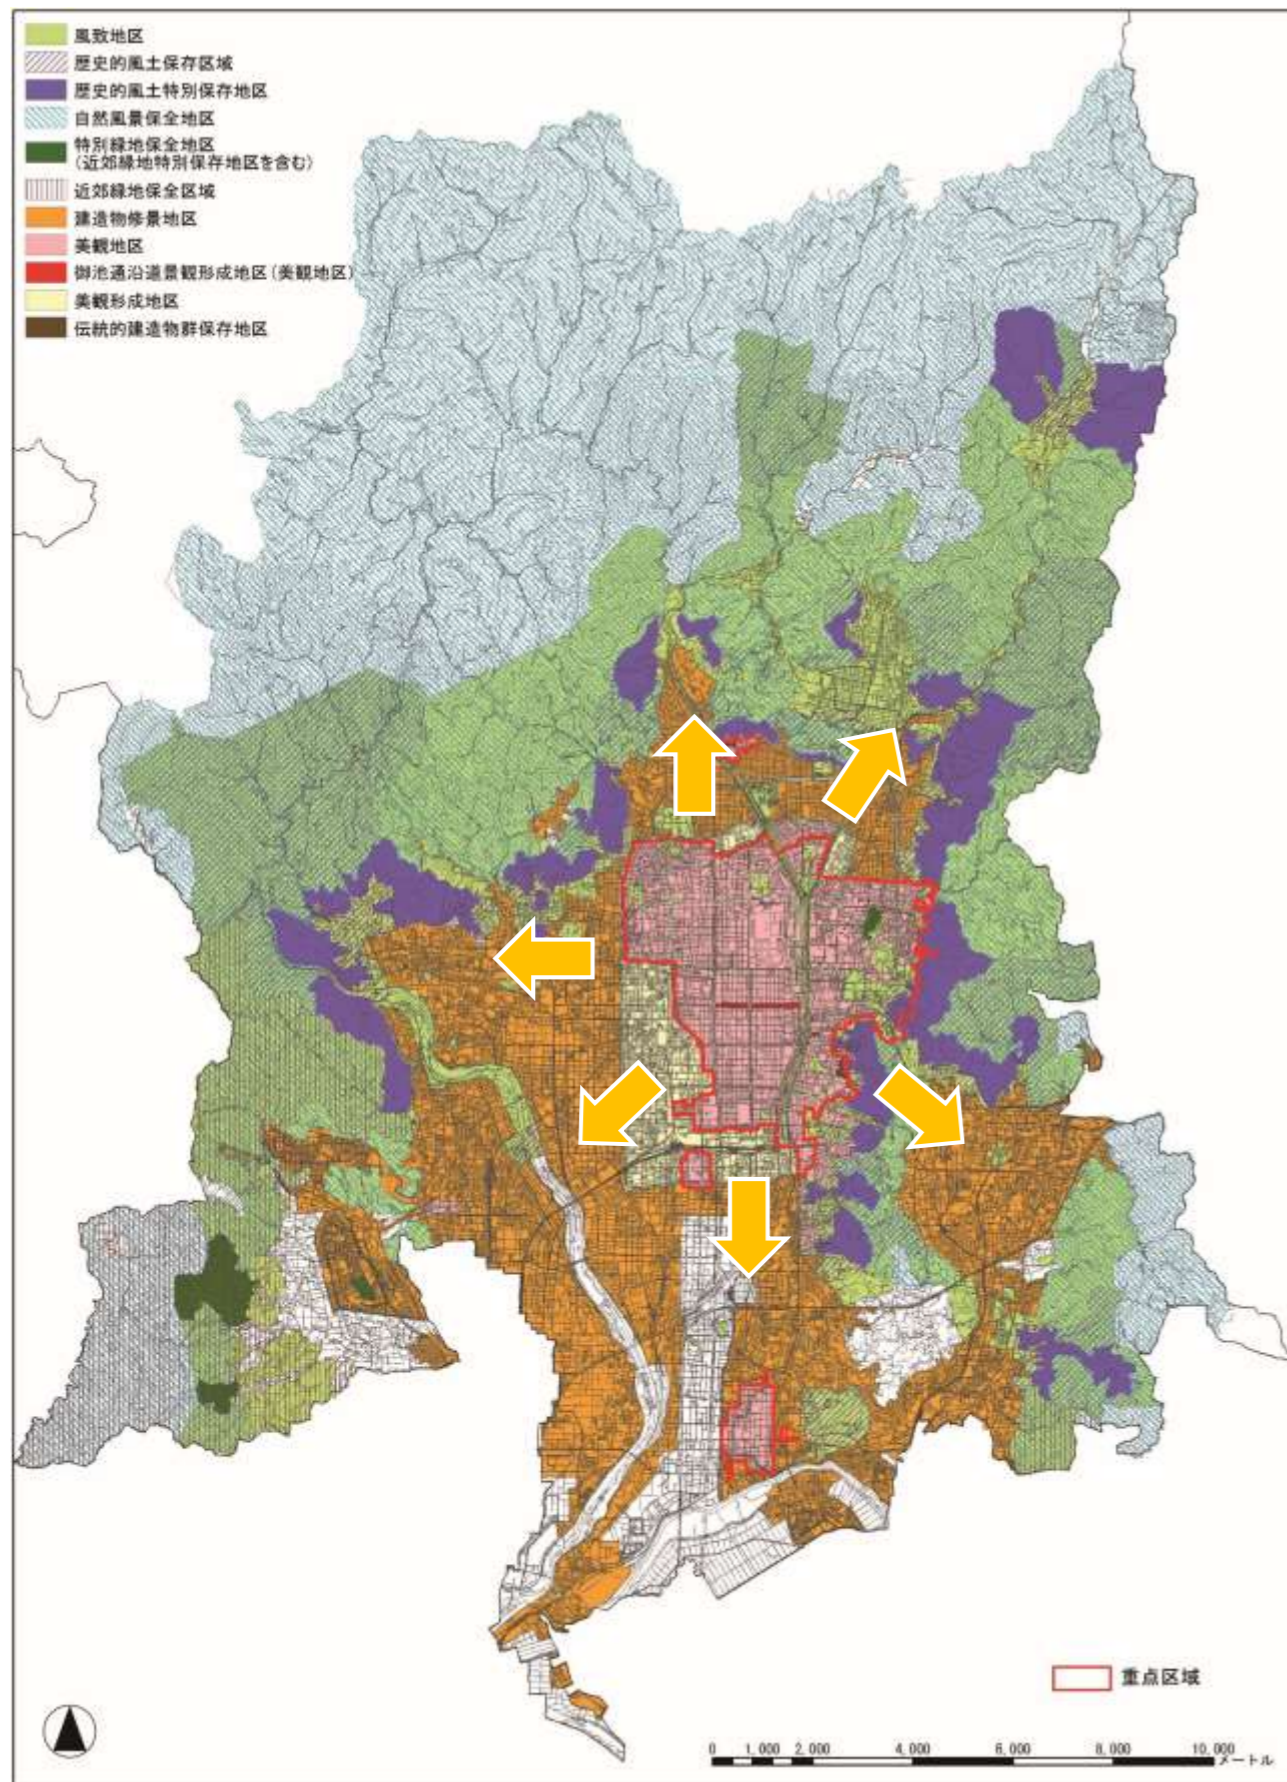 風致地区
歴史的風土保存区域
歴史的風土特別保存地区
自然風景保全地区
特別緑地保全地区
(近郊緑地特別保存地区を含む)
近郊緑地保全区域
建造物修景地区
美観地区
御池通沿道景観形成地区(美観地区)
美観形成地区
伝統的建造物群保存地区
重点区域
0 1,000 2,000 4,000 6,000 8,000 10,000
メートル